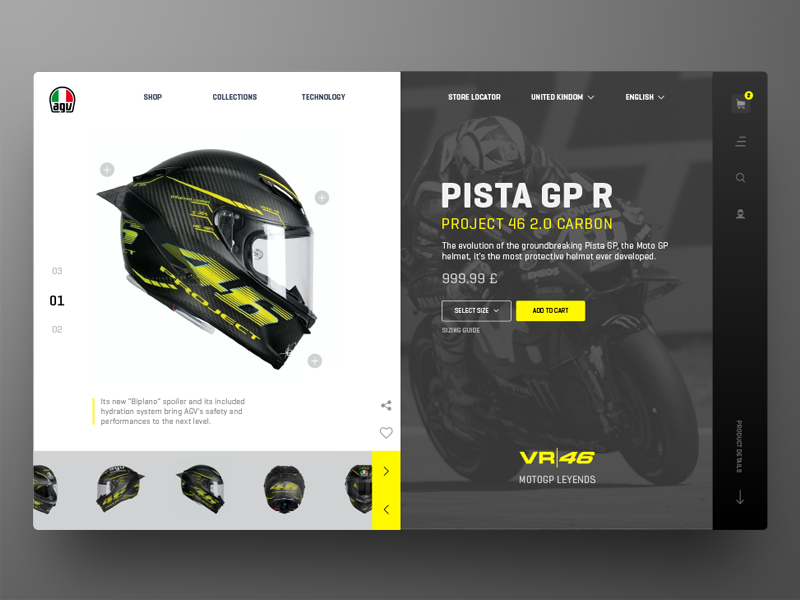 agv
SHOP
COLLECTIONS
TECHNOLOGY
STORE LOCATOR
UNITED KINDOM
ENGLISH
2
03
01
02
46
PROJECT
PISTA GP R
PROJECT 46 2.0 CARBON
The evolution of the groundbreaking Pista GP, the Moto GP
helmet, it's the most protective helmet ever developed.
999.99 £
SELECT SIZE
ADD TO CART
SIZING GUIDE
Its new "Biplano" spoiler and its included
hydration system bring AGV's safety and
performances to the next level.
VR|46
MOTOGP LEYENDS
PRODUCT DETAILS